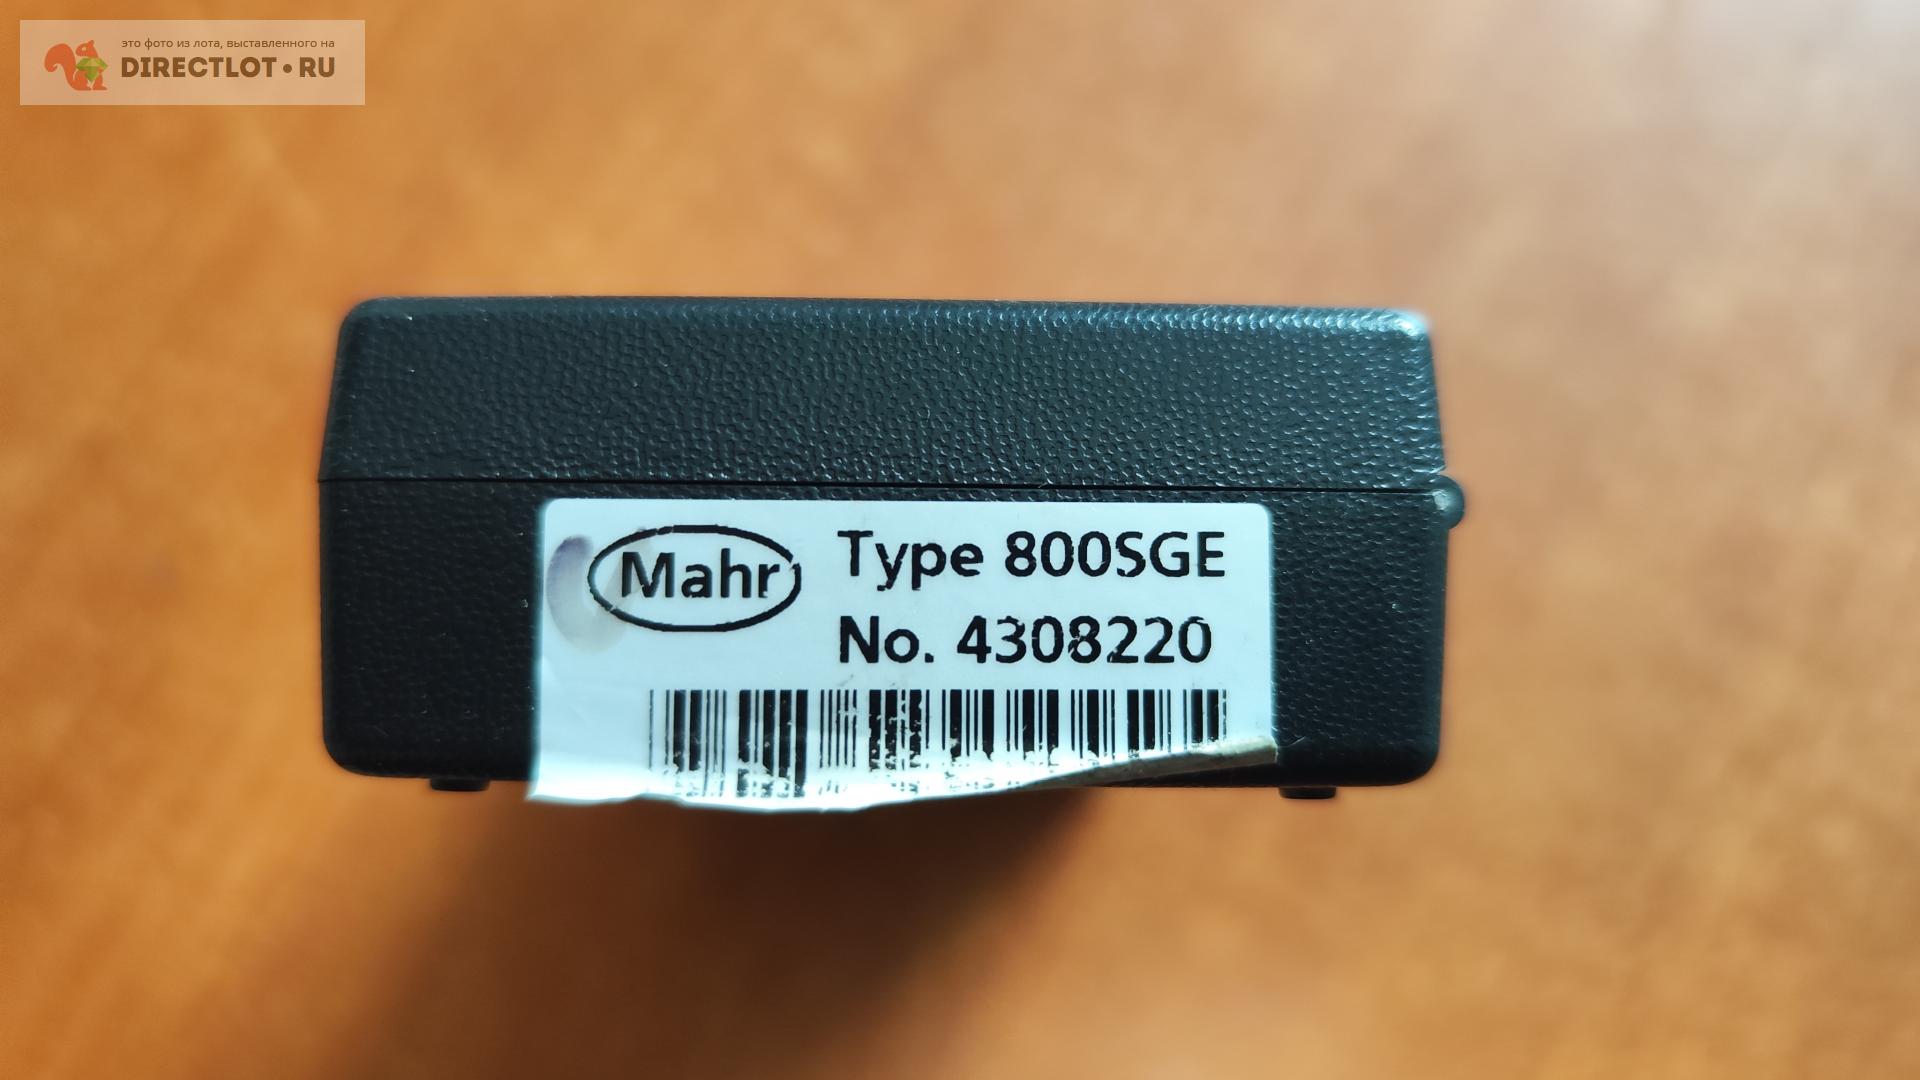 это фото из лота, выставленного на
DIRECTLOT•RU
Mahr
Type 800SGE
No. 4308220